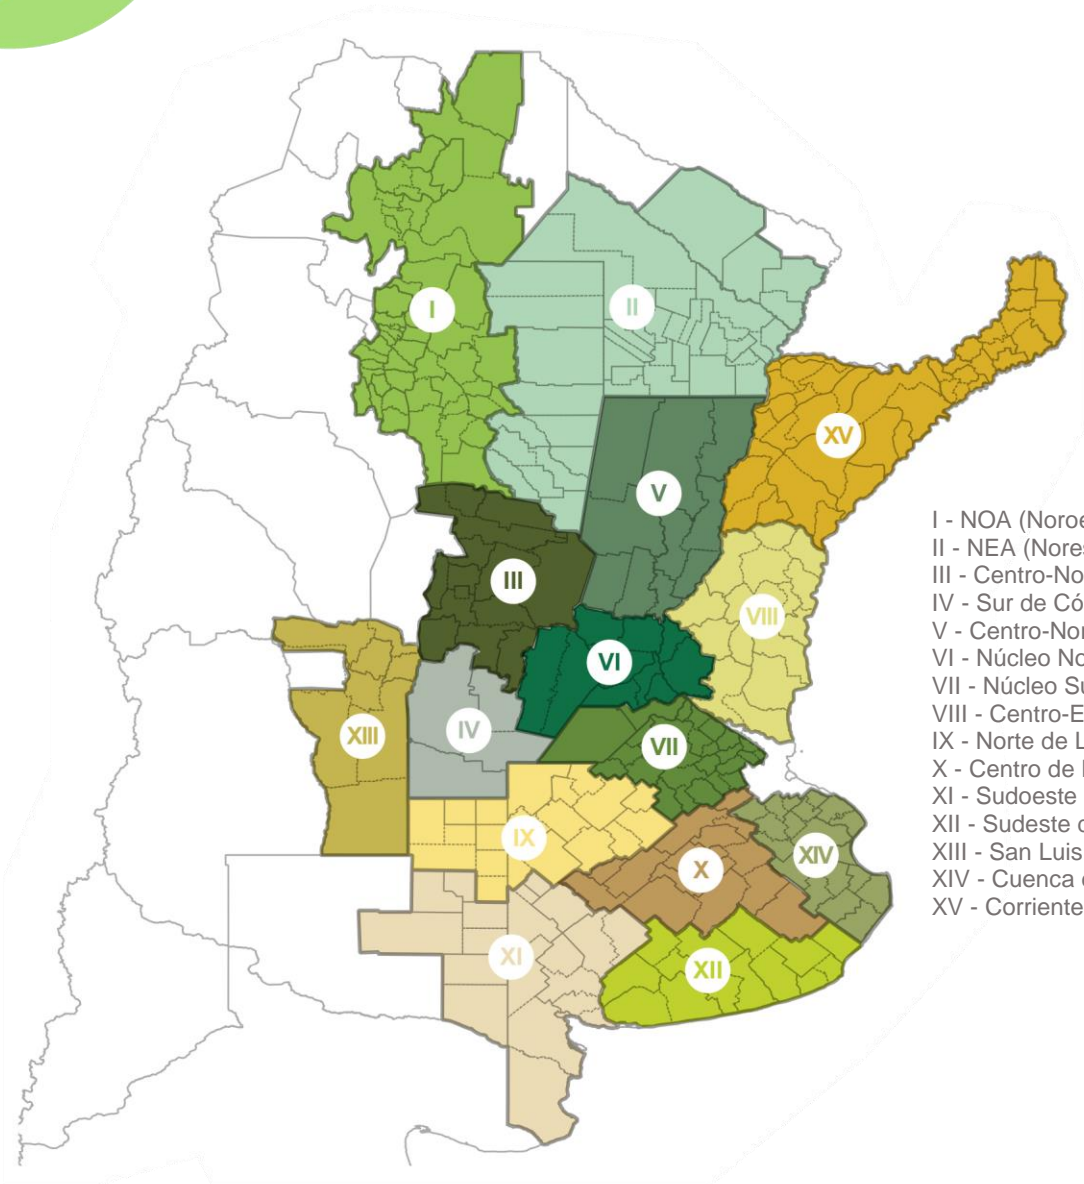 I
II
XV
V
III
VIII
VI
IV
XIII
VII
IX
XIV
X
XI
XII
I - NOA (Noroe
II - NEA (Nores
III - Centro-No
IV - Sur de Có
V - Centro-Nor
VI - Núcleo No
VII - Núcleo Su
VIII - Centro-E
IX - Norte de L
X - Centro de
XI - Sudoeste
XII - Sudeste
XIII - San Luis
XIV - Cuenca
XV - Corriente